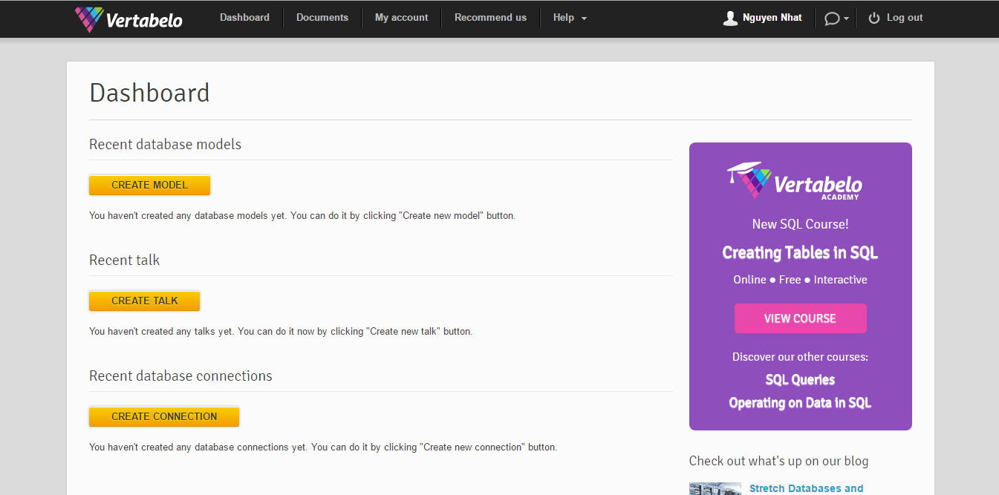 Vertabelo
Dashboard
Documents
My account
Recommend us
Help
Nguyen Nhat
Log out
Dashboard
Recent database models
CREATE MODEL
You haven't created any database models yet. You can do it by clicking "Create new model" button.
Recent talk
CREATE TALK
You haven't created any talks yet. You can do it now by clicking "Create new talk" button.
Recent database connections
CREATE CONNECTION
You haven't created any database connections yet. You can do it by clicking "Create new connection" button.
Vertabelo
ACADEMY
New SQL Course!
Creating Tables in SQL
Online ● Free ● Interactive
VIEW COURSE
Discover our other courses:
SQL Queries
Operating on Data in SQL
Check out what's up on our blog
Stretch Databases and